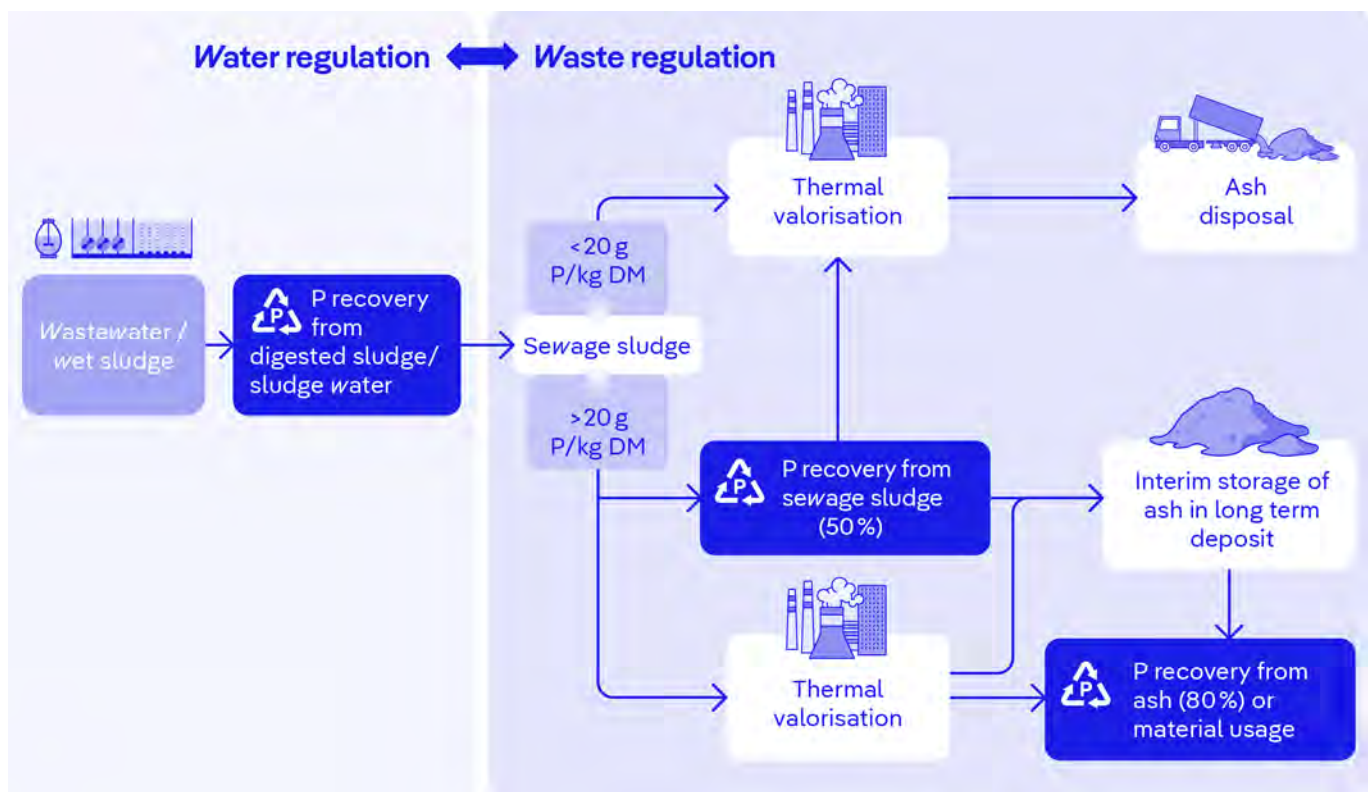 Water regulation
Waste regulation
Thermal
valorisation
Ash
disposal
<20 g
P/kg DM
Wastewater /
wet sludge
P
P recovery
from
digested sludge/
sludge water
Sewage sludge
>20 g
P/kg DM
P
P recovery from
sewage sludge
(50%)
Interim storage of
ash in long term
deposit
Thermal
valorisation
P
P recovery from
ash (80%) or
material usage